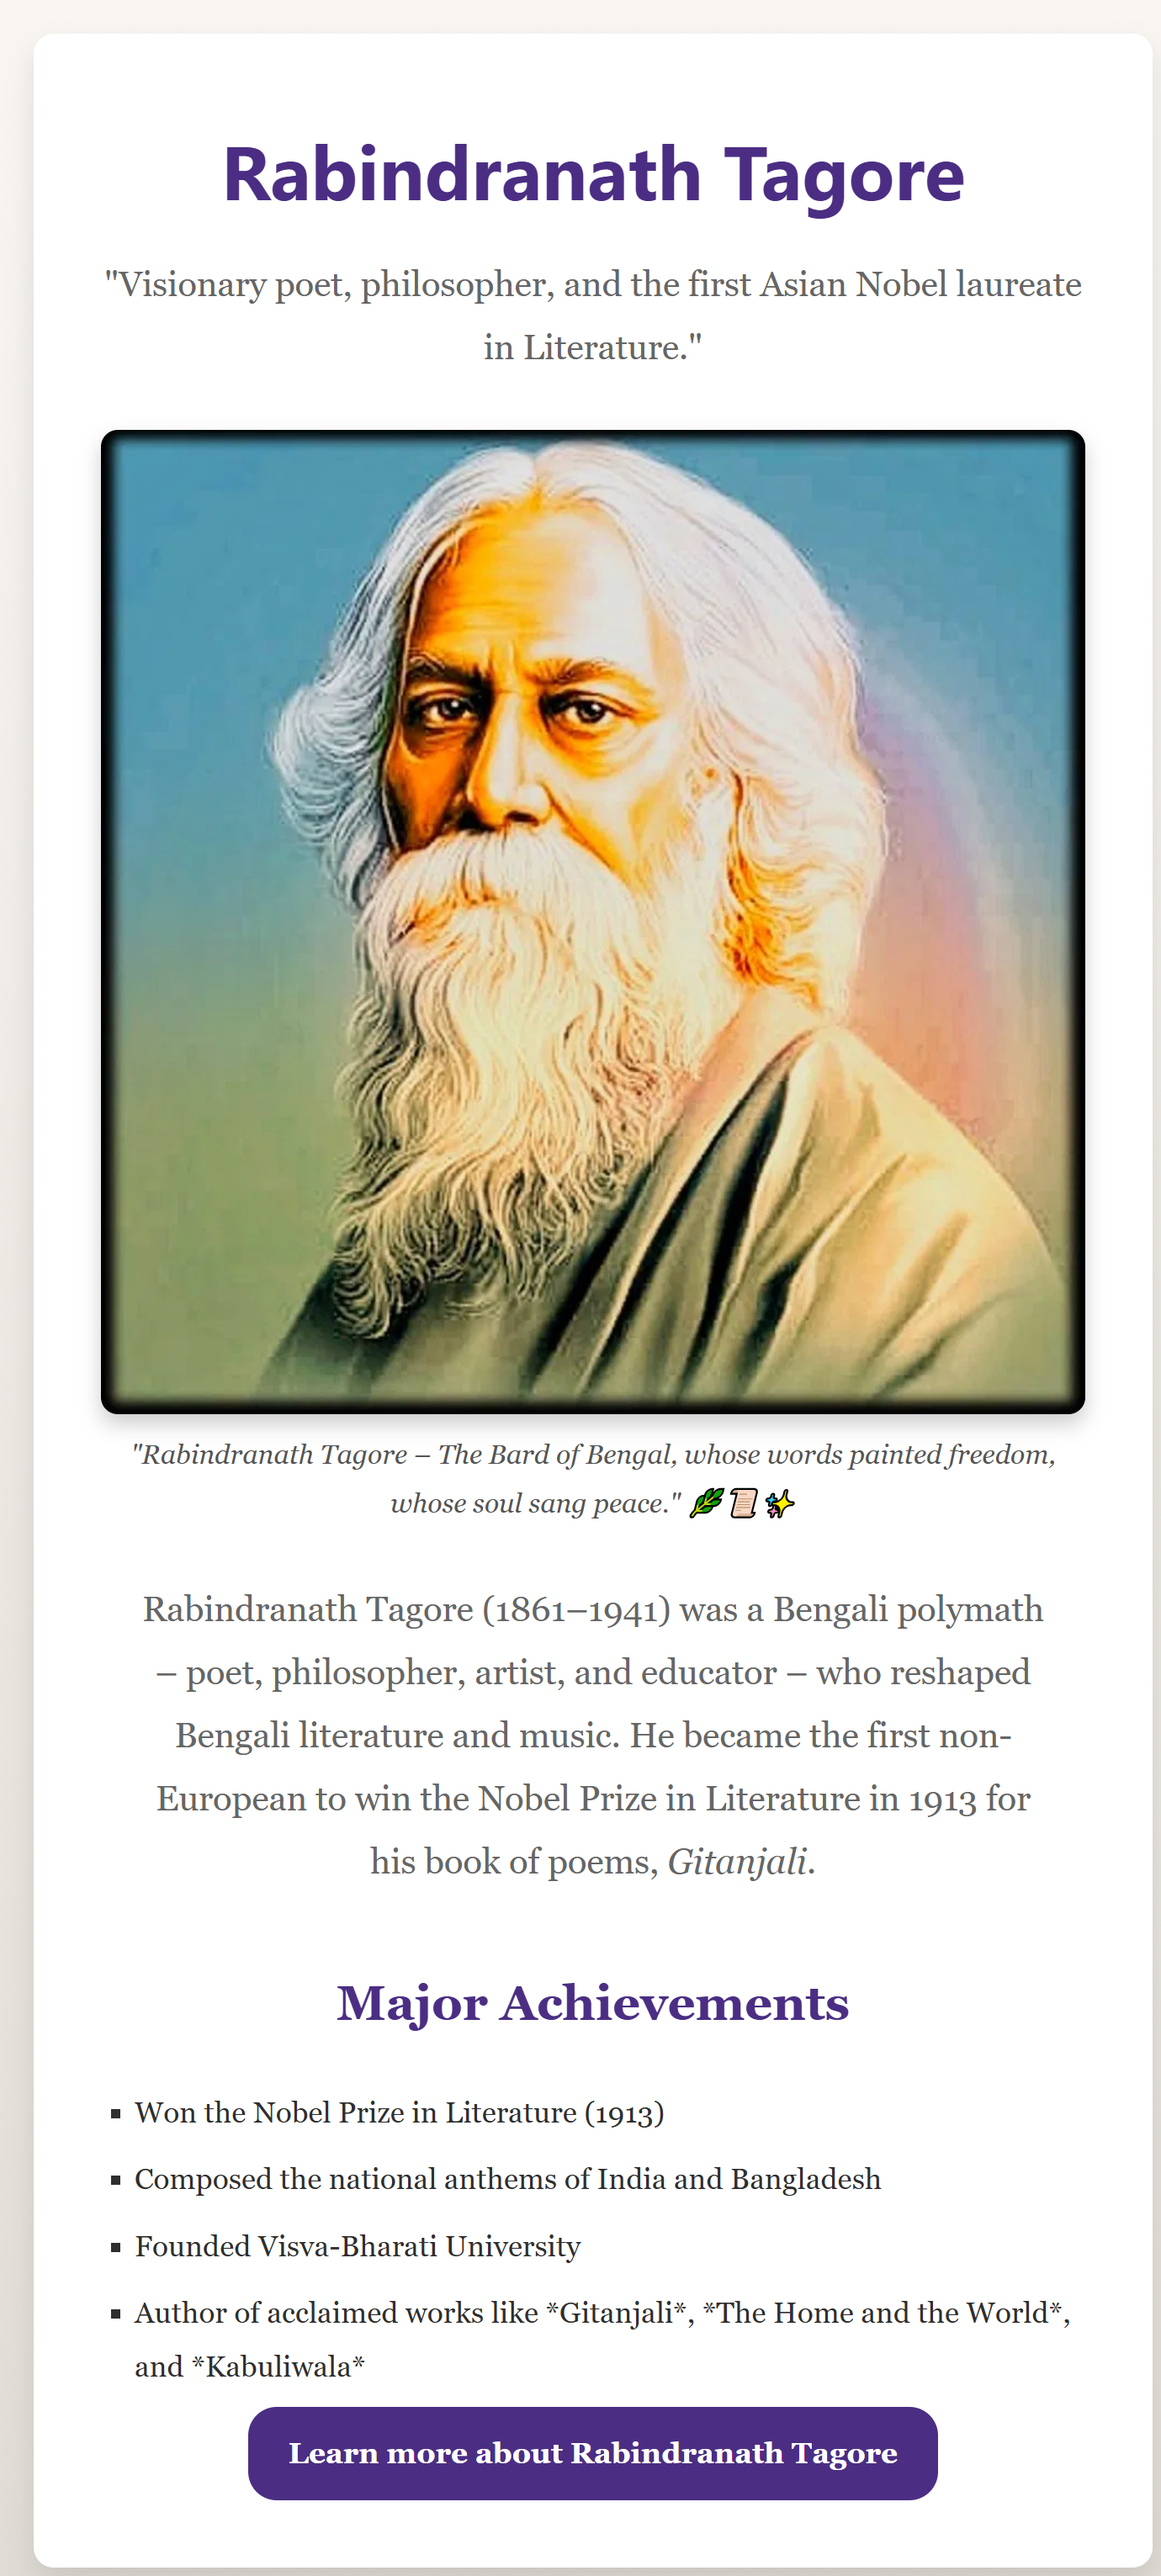 Rabindranath Tagore
"Visionary poet, philosopher, and the first Asian Nobel laureate
in Literature."
"Rabindranath Tagore – The Bard of Bengal, whose words painted freedom,
whose soul sang peace." 🌿📜✨
Rabindranath Tagore (1861–1941) was a Bengali polymath
– poet, philosopher, artist, and educator – who reshaped
Bengali literature and music. He became the first non-
European to win the Nobel Prize in Literature in 1913 for
his book of poems, Gitanjali.
Major Achievements
▪ Won the Nobel Prize in Literature (1913)
▪ Composed the national anthems of India and Bangladesh
▪ Founded Visva-Bharati University
▪ Author of acclaimed works like *Gitanjali*, *The Home and the World*,
and *Kabuliwala*
Learn more about Rabindranath Tagore